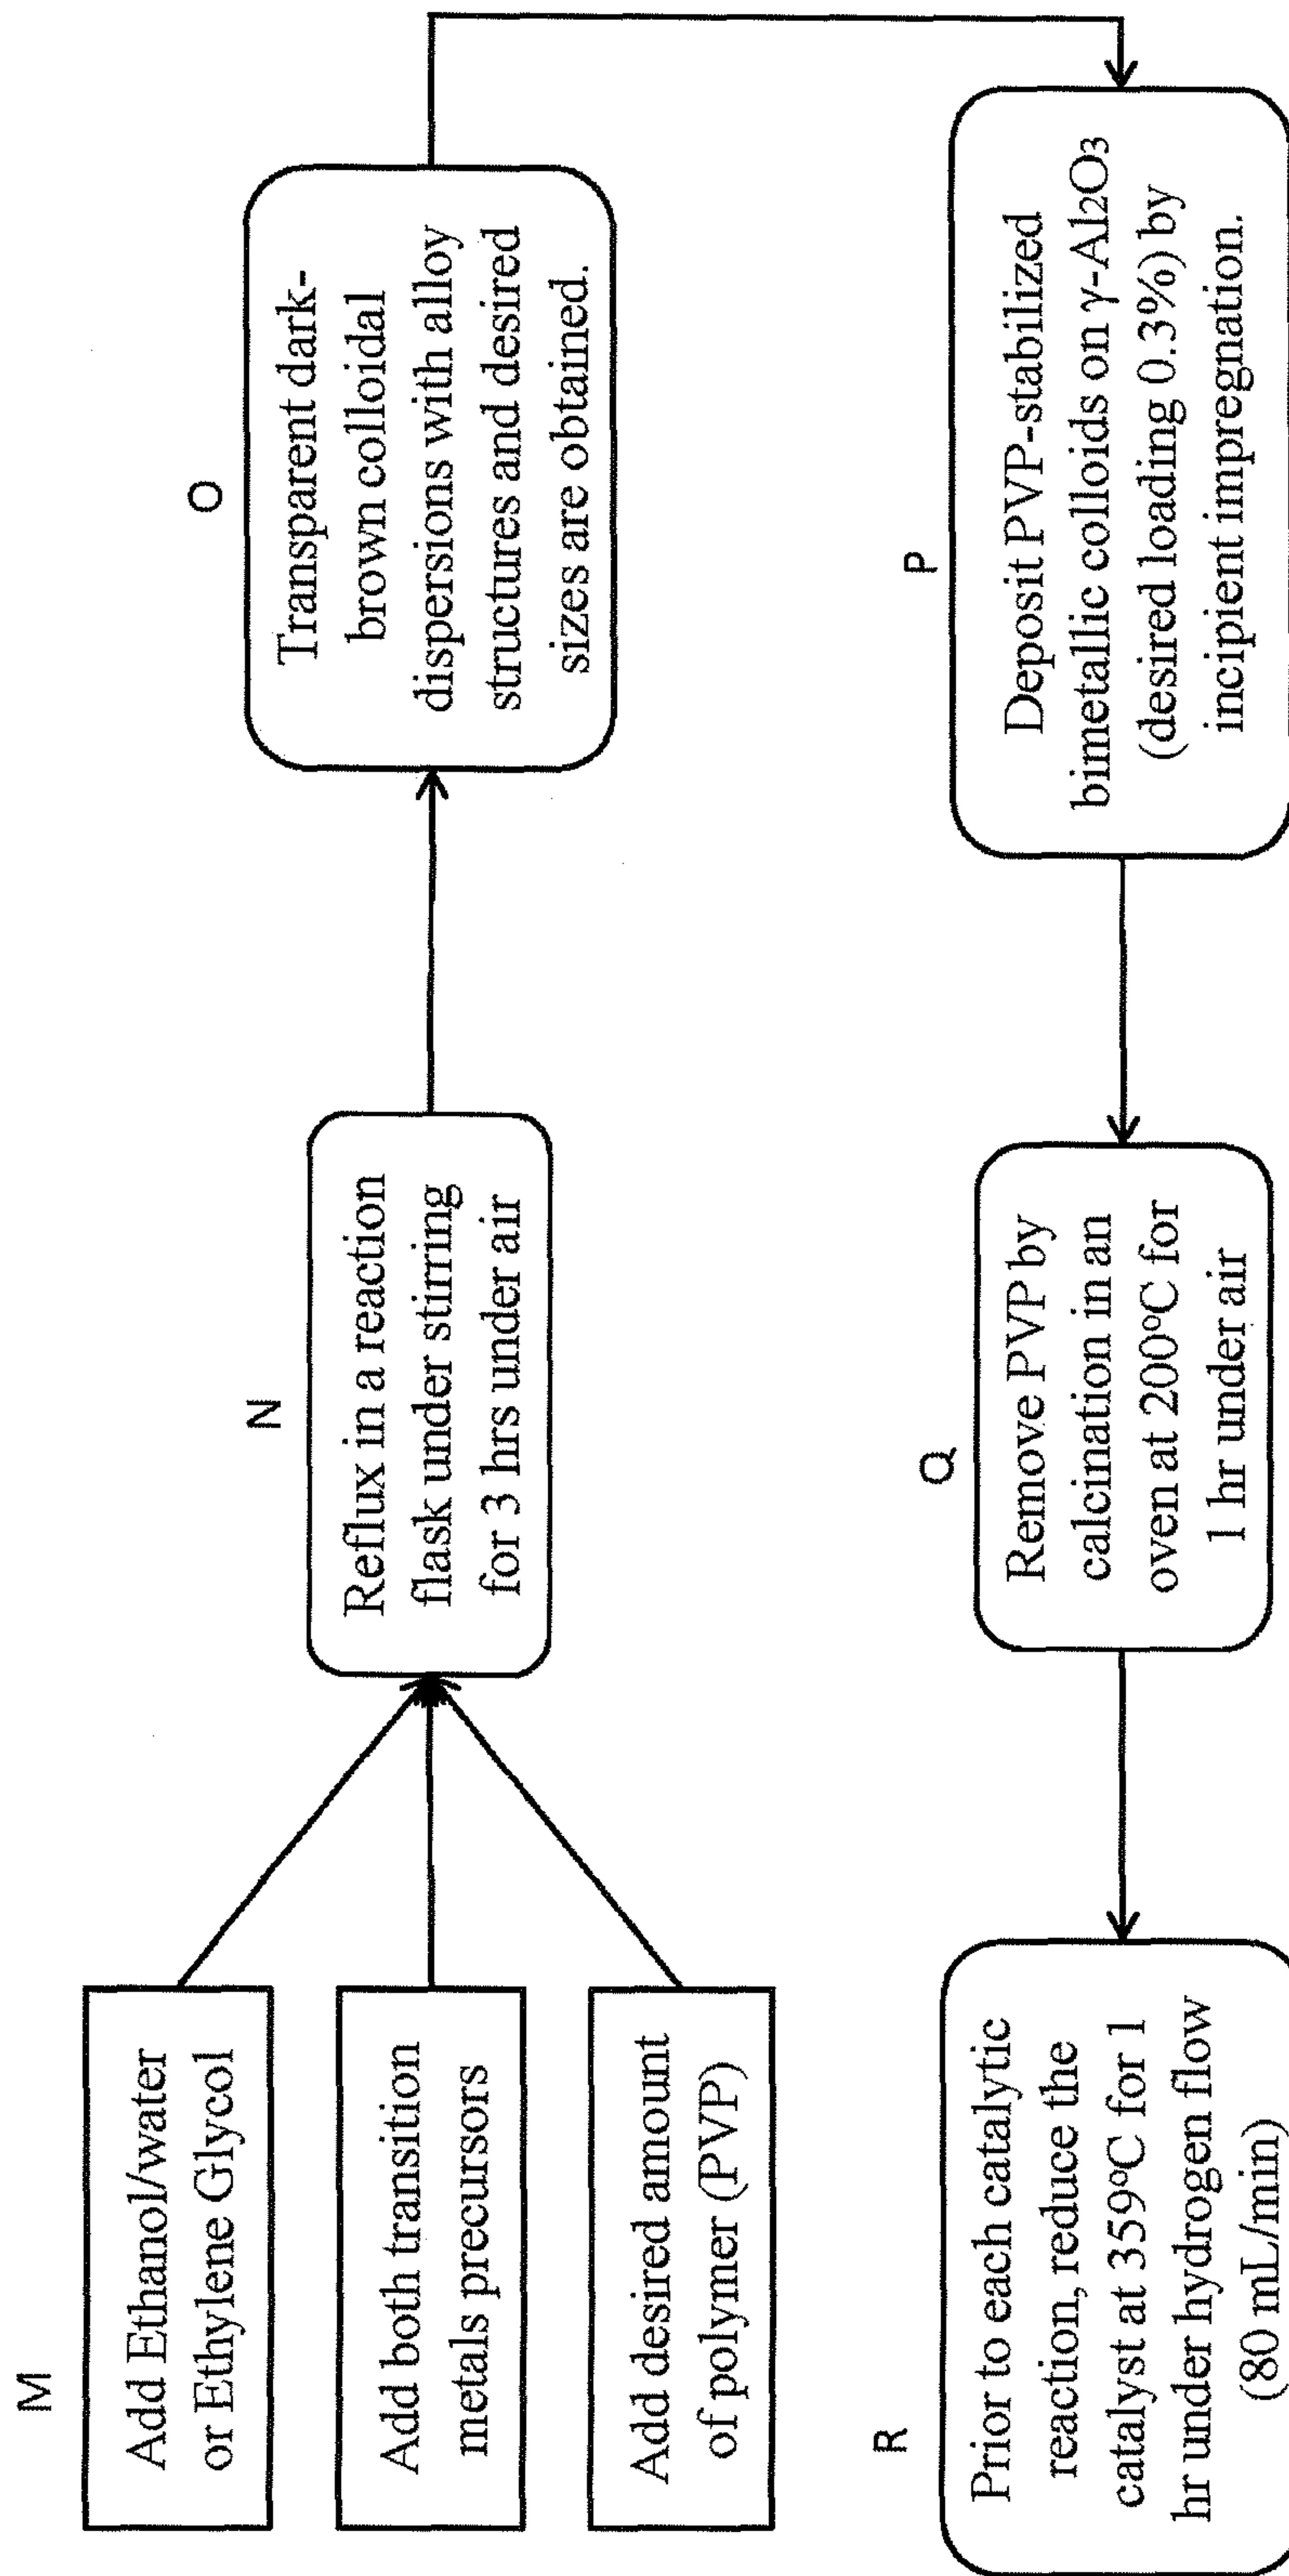 M
Add Ethanol/water
or Ethylene Glycol
Add both transition
metals precursors
Add desired amount
of polymer (PVP)
N
Reflux in a reaction
flask under stirring
for 3 hrs under air
O
Transparent dark-
brown colloidal
dispersions with alloy
structures and desired
sizes are obtained.
P
Deposit PVP-stabilized
bimetallic colloids on γ-Al₂O₃
(desired loading 0.3%) by
incipient impregnation.
Q
Remove PVP by
calcination in an
oven at 200ºC for
1 hr under air
R
Prior to each catalytic
reaction, reduce the
catalyst at 359ºC for 1
hr under hydrogen flow
(80 mL/min)